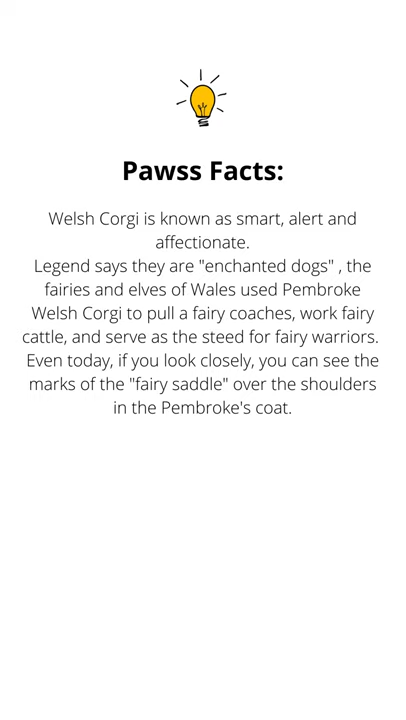 Pawss Facts:
Welsh Corgi is known as smart, alert and
affectionate.
Legend says they are "enchanted dogs" , the
fairies and elves of Wales used Pembroke
Welsh Corgi to pull a fairy coaches, work fairy
cattle, and serve as the steed for fairy warriors.
Even today, if you look closely, you can see the
marks of the "fairy saddle" over the shoulders
in the Pembroke's coat.